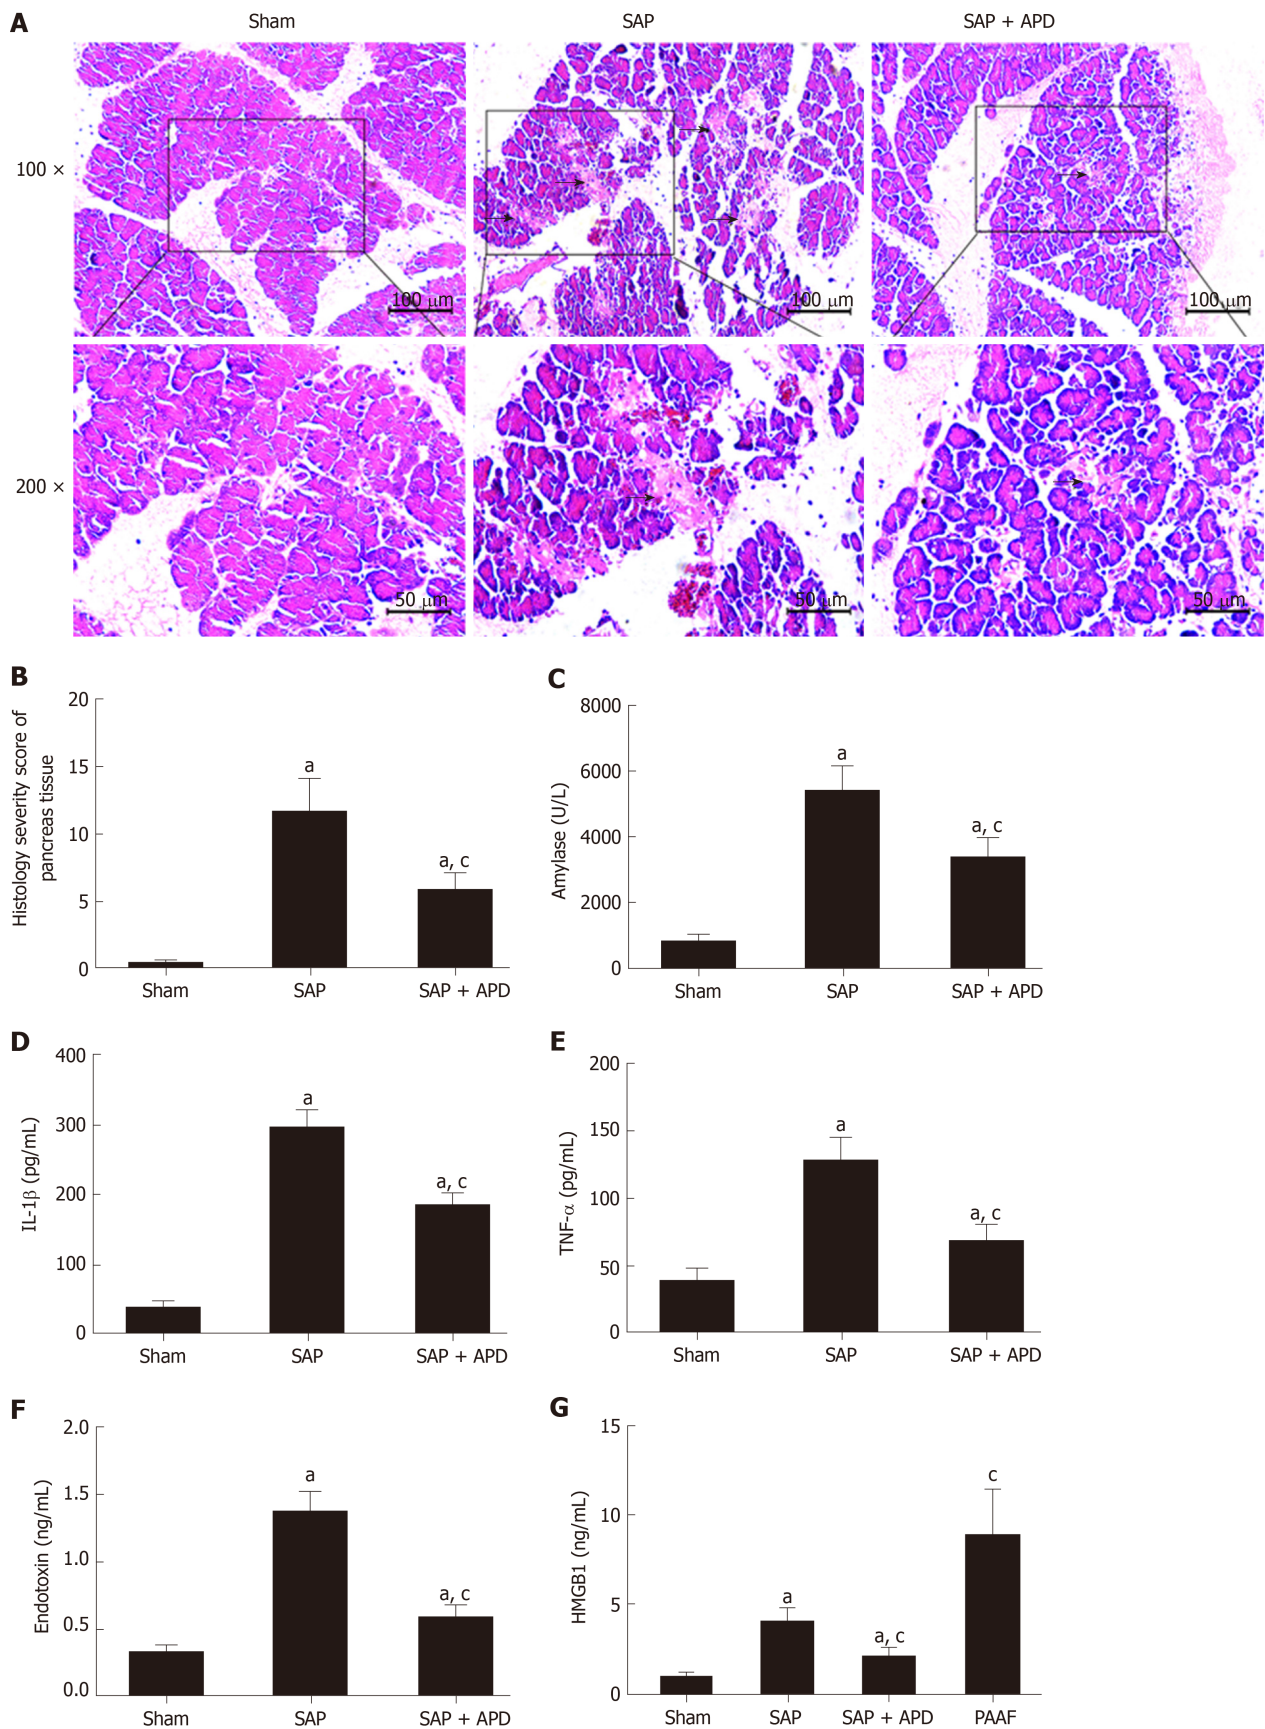 A
Sham
SAP
SAP + APD
100 ×
100 μm
100 μm
100 μm
200 ×
50 μm
50 μm
50 μm
B
Histology severity score of
pancreas tissue
20
15
10
5
0
a
a, c
Sham
SAP
SAP + APD
C
Amylase (U/L)
8000
6000
4000
2000
0
a
a, c
Sham
SAP
SAP + APD
D
IL-1β (pg/mL)
400
300
200
100
0
a
a, c
Sham
SAP
SAP + APD
E
TNF-α (pg/mL)
200
150
100
50
0
a
a, c
Sham
SAP
SAP + APD
F
Endotoxin (ng/mL)
2.0
1.5
1.0
0.5
0.0
a
a, c
Sham
SAP
SAP + APD
G
HMGB1 (ng/mL)
15
10
5
0
a
a, c
c
Sham
SAP
SAP + APD
PAAF